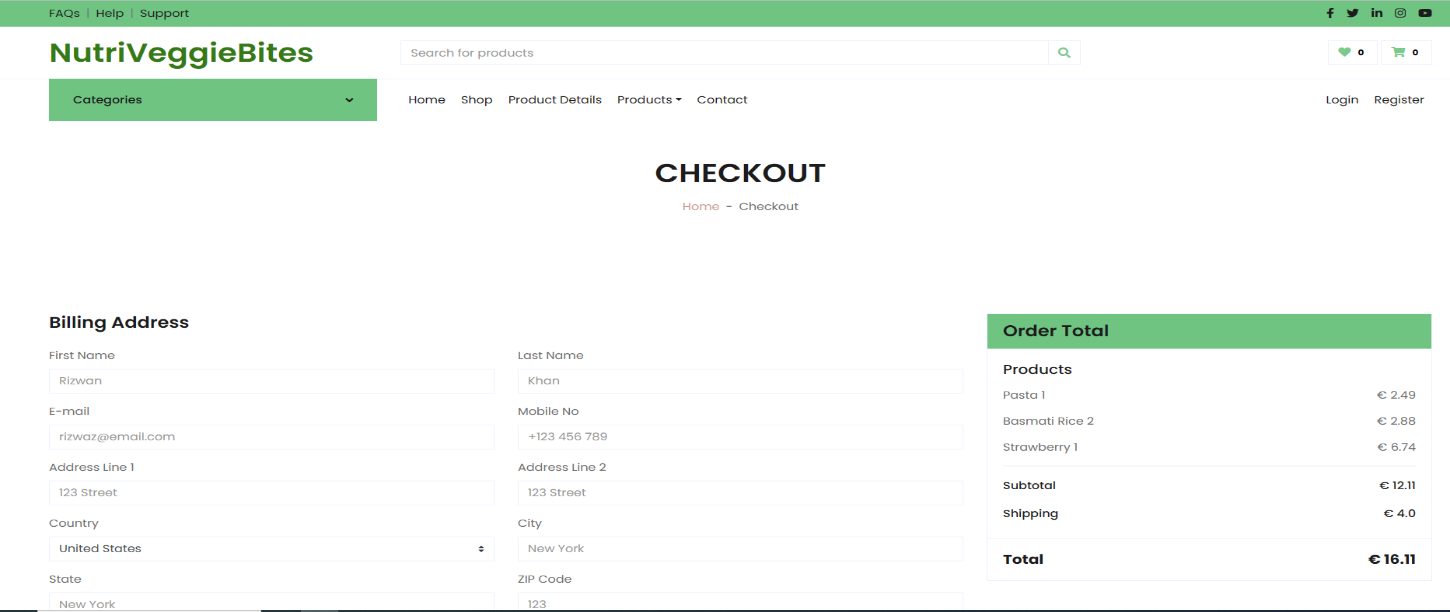 FAQs | Help | Support
NutriVeggieBites
Search for products
0 0
Categories
Home Shop Product Details Products Contact Login Register
CHECKOUT
Home - Checkout
Billing Address
First Name Last Name
Rizwan Khan
E-mail Mobile No
rizwaz@email.com +123 456 789
Address Line 1 Address Line 2
123 Street 123 Street
Country City
United States New York
State ZIP Code
New York 123
Order Total
Products
Pasta 1 € 2.49
Basmati Rice 2 € 2.88
Strawberry 1 € 6.74
Subtotal € 12.11
Shipping € 4.0
Total € 16.11